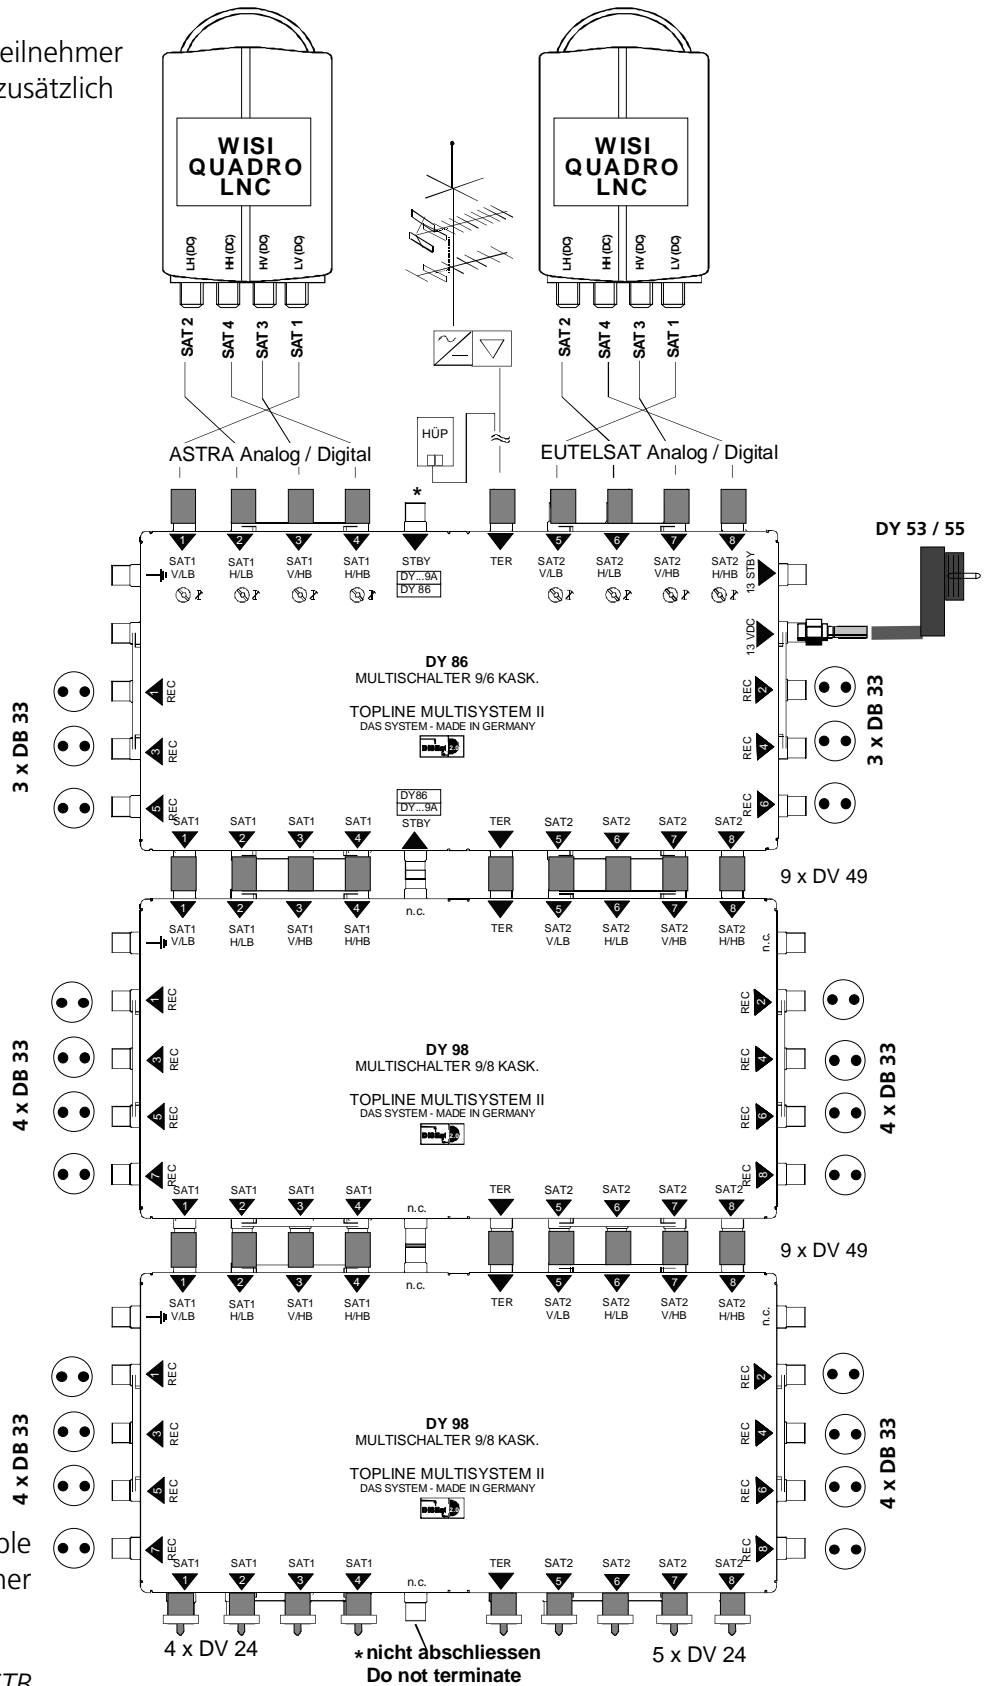 eilnehmer
zusätzlich
WISI
QUADRO
LNC
WISI
QUADRO
LNC
LH (DC)
HH (DC)
HV (DC)
LV (DC)
LH (DC)
HH (DC)
HV (DC)
LV (DC)
SAT 2
SAT 4
SAT 3
SAT 1
SAT 2
SAT 4
SAT 3
SAT 1
HÜP
ASTRA Analog / Digital
EUTELSAT Analog / Digital
*
DY 53 / 55
1 2 3 4 5 6 7 8
SAT1 SAT1 SAT1 SAT1 STBY TER SAT2 SAT2 SAT2 SAT2
V/LB H/LB V/HB H/HB V/LB H/LB V/HB H/HB
DY...9A
DY 86
13 STBY
13 VDC
DY 86
MULTISCHALTER 9/6 KASK.
TOPLINE MULTISYSTEM II
DAS SYSTEM - MADE IN GERMANY
DiSEqC 2.0
3 x DB 33
1 REC
3 REC
5 REC
REC 2
REC 4
REC 6
3 x DB 33
DY86
DY...9A
SAT1 SAT1 SAT1 SAT1 STBY TER SAT2 SAT2 SAT2 SAT2
1 2 3 4 5 6 7 8
9 x DV 49
1 2 3 4 n.c. 5 6 7 8
SAT1 SAT1 SAT1 SAT1 TER SAT2 SAT2 SAT2 SAT2
V/LB H/LB V/HB H/HB V/LB H/LB V/HB H/HB
n.c.
4 x DB 33
1 REC
3 REC
5 REC
7 REC
DY 98
MULTISCHALTER 9/8 KASK.
TOPLINE MULTISYSTEM II
DAS SYSTEM - MADE IN GERMANY
DiSEqC 2.0
REC 2
REC 4
REC 6
REC 8
4 x DB 33
SAT1 SAT1 SAT1 SAT1 n.c. TER SAT2 SAT2 SAT2 SAT2
1 2 3 4 5 6 7 8
9 x DV 49
1 2 3 4 n.c. 5 6 7 8
SAT1 SAT1 SAT1 SAT1 TER SAT2 SAT2 SAT2 SAT2
V/LB H/LB V/HB H/HB V/LB H/LB V/HB H/HB
n.c.
4 x DB 33
1 REC
3 REC
5 REC
7 REC
DY 98
MULTISCHALTER 9/8 KASK.
TOPLINE MULTISYSTEM II
DAS SYSTEM - MADE IN GERMANY
DiSEqC 2.0
REC 2
REC 4
REC 6
REC 8
4 x DB 33
ble
ner
SAT1 SAT1 SAT1 SAT1 n.c. TER SAT2 SAT2 SAT2 SAT2
1 2 3 4 5 6 7 8
4 x DV 24
* nicht abschliessen
Do not terminate
5 x DV 24
TR